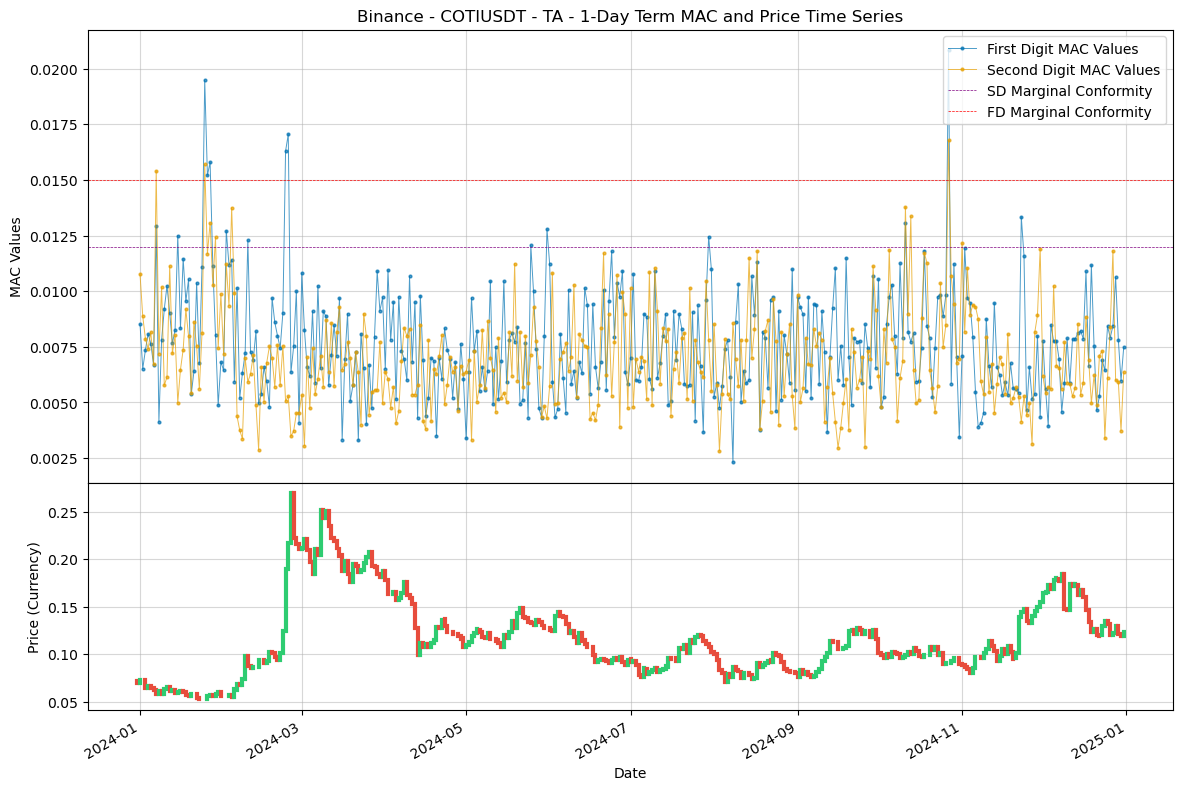 Binance - COTIUSDT - TA - 1-Day Term MAC and Price Time Series
First Digit MAC Values
Second Digit MAC Values
SD Marginal Conformity
FD Marginal Conformity
MAC Values
0.0200
0.0175
0.0150
0.0125
0.0100
0.0075
0.0050
0.0025
Price (Currency)
0.25
0.20
0.15
0.10
0.05
2024-01
2024-03
2024-05
2024-07
2024-09
2024-11
2025-01
Date